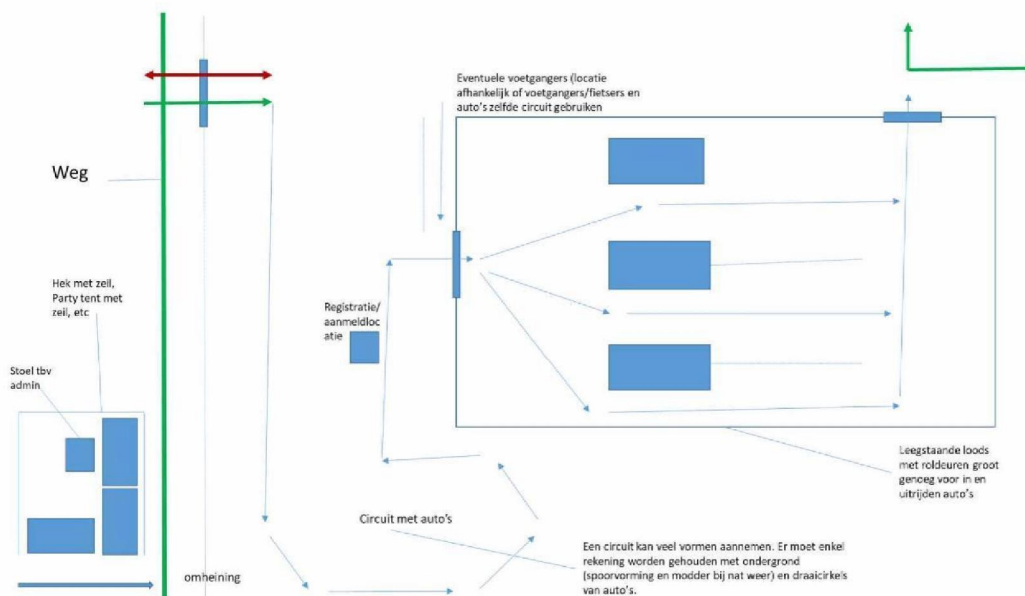 Eventuele voetgangers (locatie
afhankelijk of voetgangers/fietsers en
auto's zelfde circuit gebruiken
Weg
Hek met zeil,
Party tent met
zeil, etc
Registratie/
aanmeldloc
atie
Stoel tbv
admin
Leegstaande loods
met roldeuren groot
genoeg voor in en
uitrijden auto's
Circuit met auto's
Een circuit kan veel vormen aannemen. Er moet enkel
rekening worden gehouden met ondergrond
(spoorvorming en modder bij nat weer) en draaicirkels
van auto's.
omheining